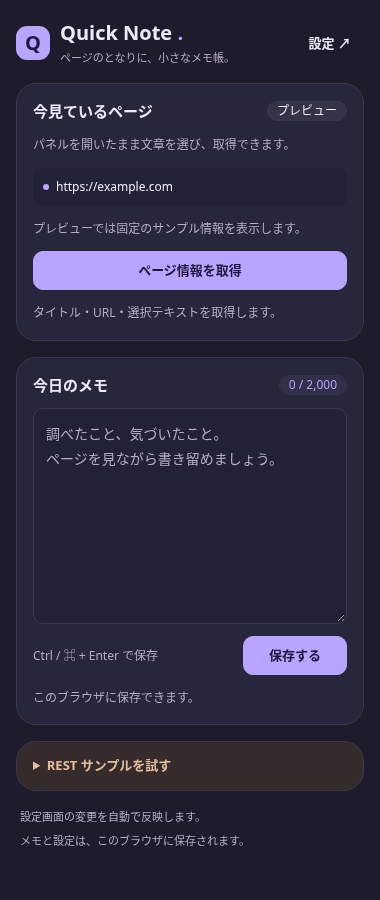 Q
Quick Note .
ページのとなりに、小さなメモ帳。
設定 ↗
今見ているページ
プレビュー
パネルを開いたまま文章を選び、取得できます。
https://example.com
プレビューでは固定のサンプル情報を表示します。
ページ情報を取得
タイトル・URL・選択テキストを取得します。
今日のメモ
0 / 2,000
調べたこと、気づいたこと。
ページを見ながら書き留めましょう。
Ctrl / ⌘ + Enter で保存
保存する
このブラウザに保存できます。
▶ REST サンプルを試す
設定画面の変更を自動で反映します。
メモと設定は、このブラウザに保存されます。